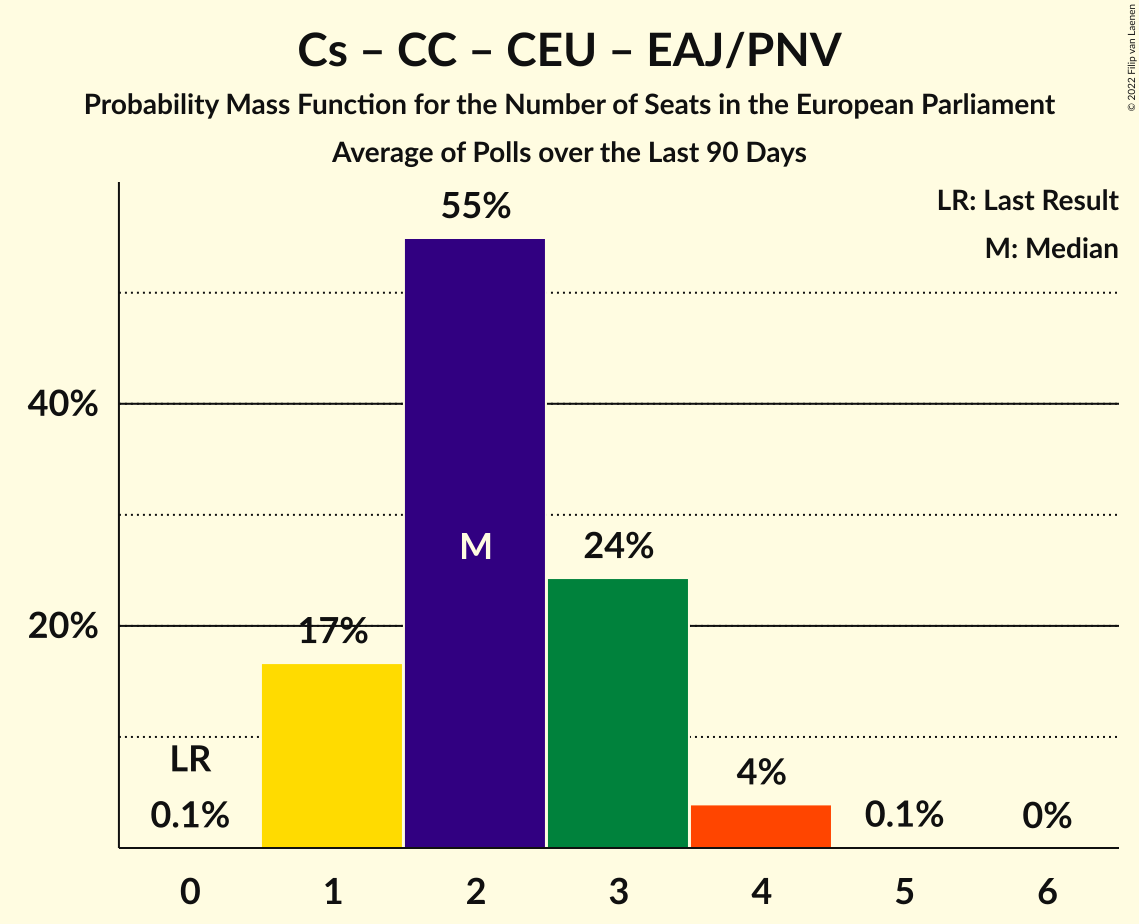 Cs – CC – CEU – EAJ/PNV
Probability Mass Function for the Number of Seats in the European Parliament
Average of Polls over the Last 90 Days
© 2022 Filip van Laenen
LR: Last Result
M: Median
55%
40%
M
24%
20%
17%
LR
4%
0.1%
0.1%
0%
0 1 2 3 4 5 6